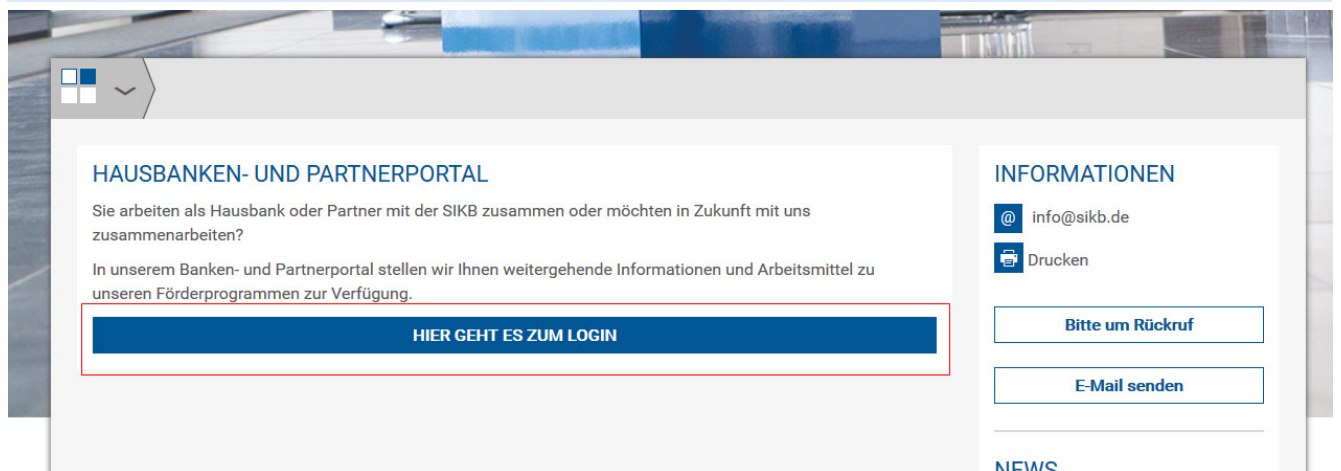 HAUSBANKEN- UND PARTNERPORTAL
Sie arbeiten als Hausbank oder Partner mit der SIKB zusammen oder möchten in Zukunft mit uns
zusammenarbeiten?
In unserem Banken- und Partnerportal stellen wir Ihnen weitergehende Informationen und Arbeitsmittel zu
unseren Förderprogrammen zur Verfügung.
HIER GEHT ES ZUM LOGIN
INFORMATIONEN
@ info@sikb.de
Drucken
Bitte um Rückruf
E-Mail senden
NEWS